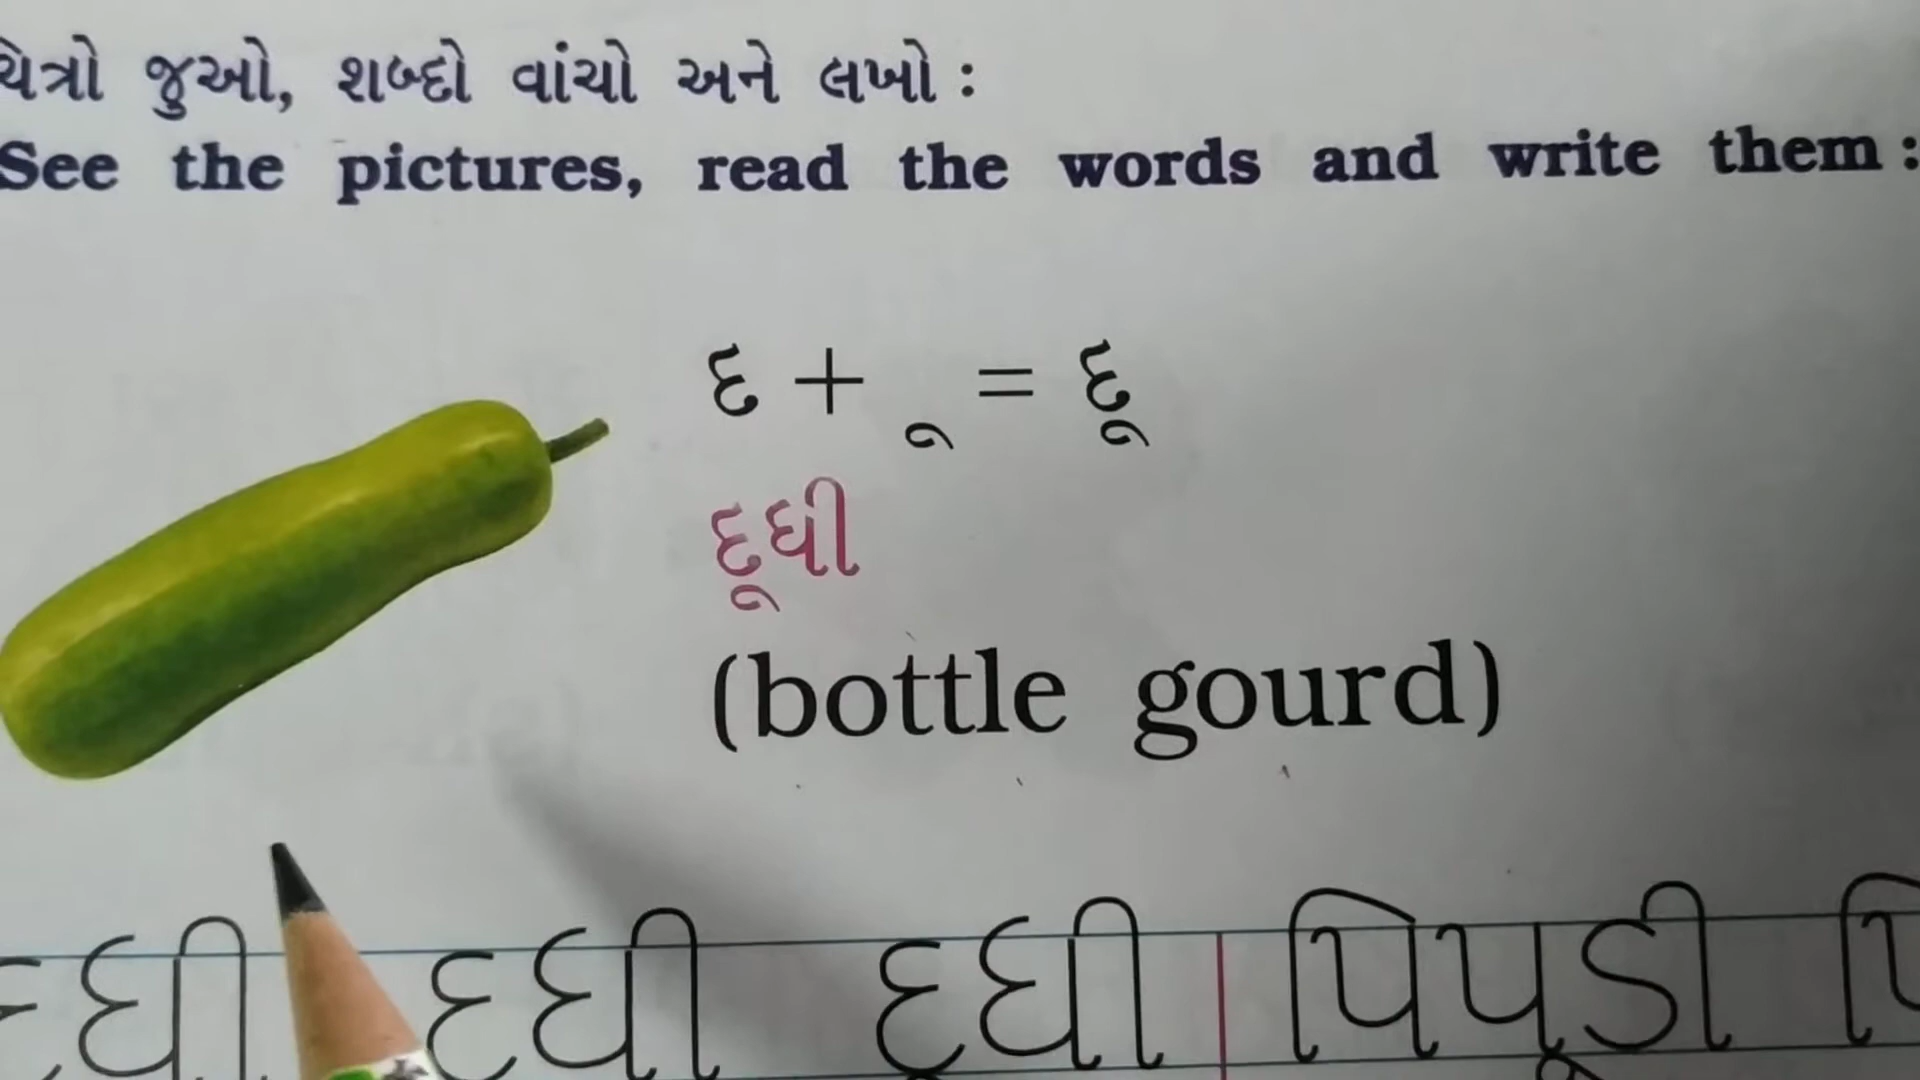 ચિત્રો જુઓ, શબ્દો વાંચો અને લખો :
See the pictures, read the words and write them :
દ + ૂ = દૂ
દૂધી
(bottle gourd)
દૂધી દૂધી દૂધી પિપૂડી